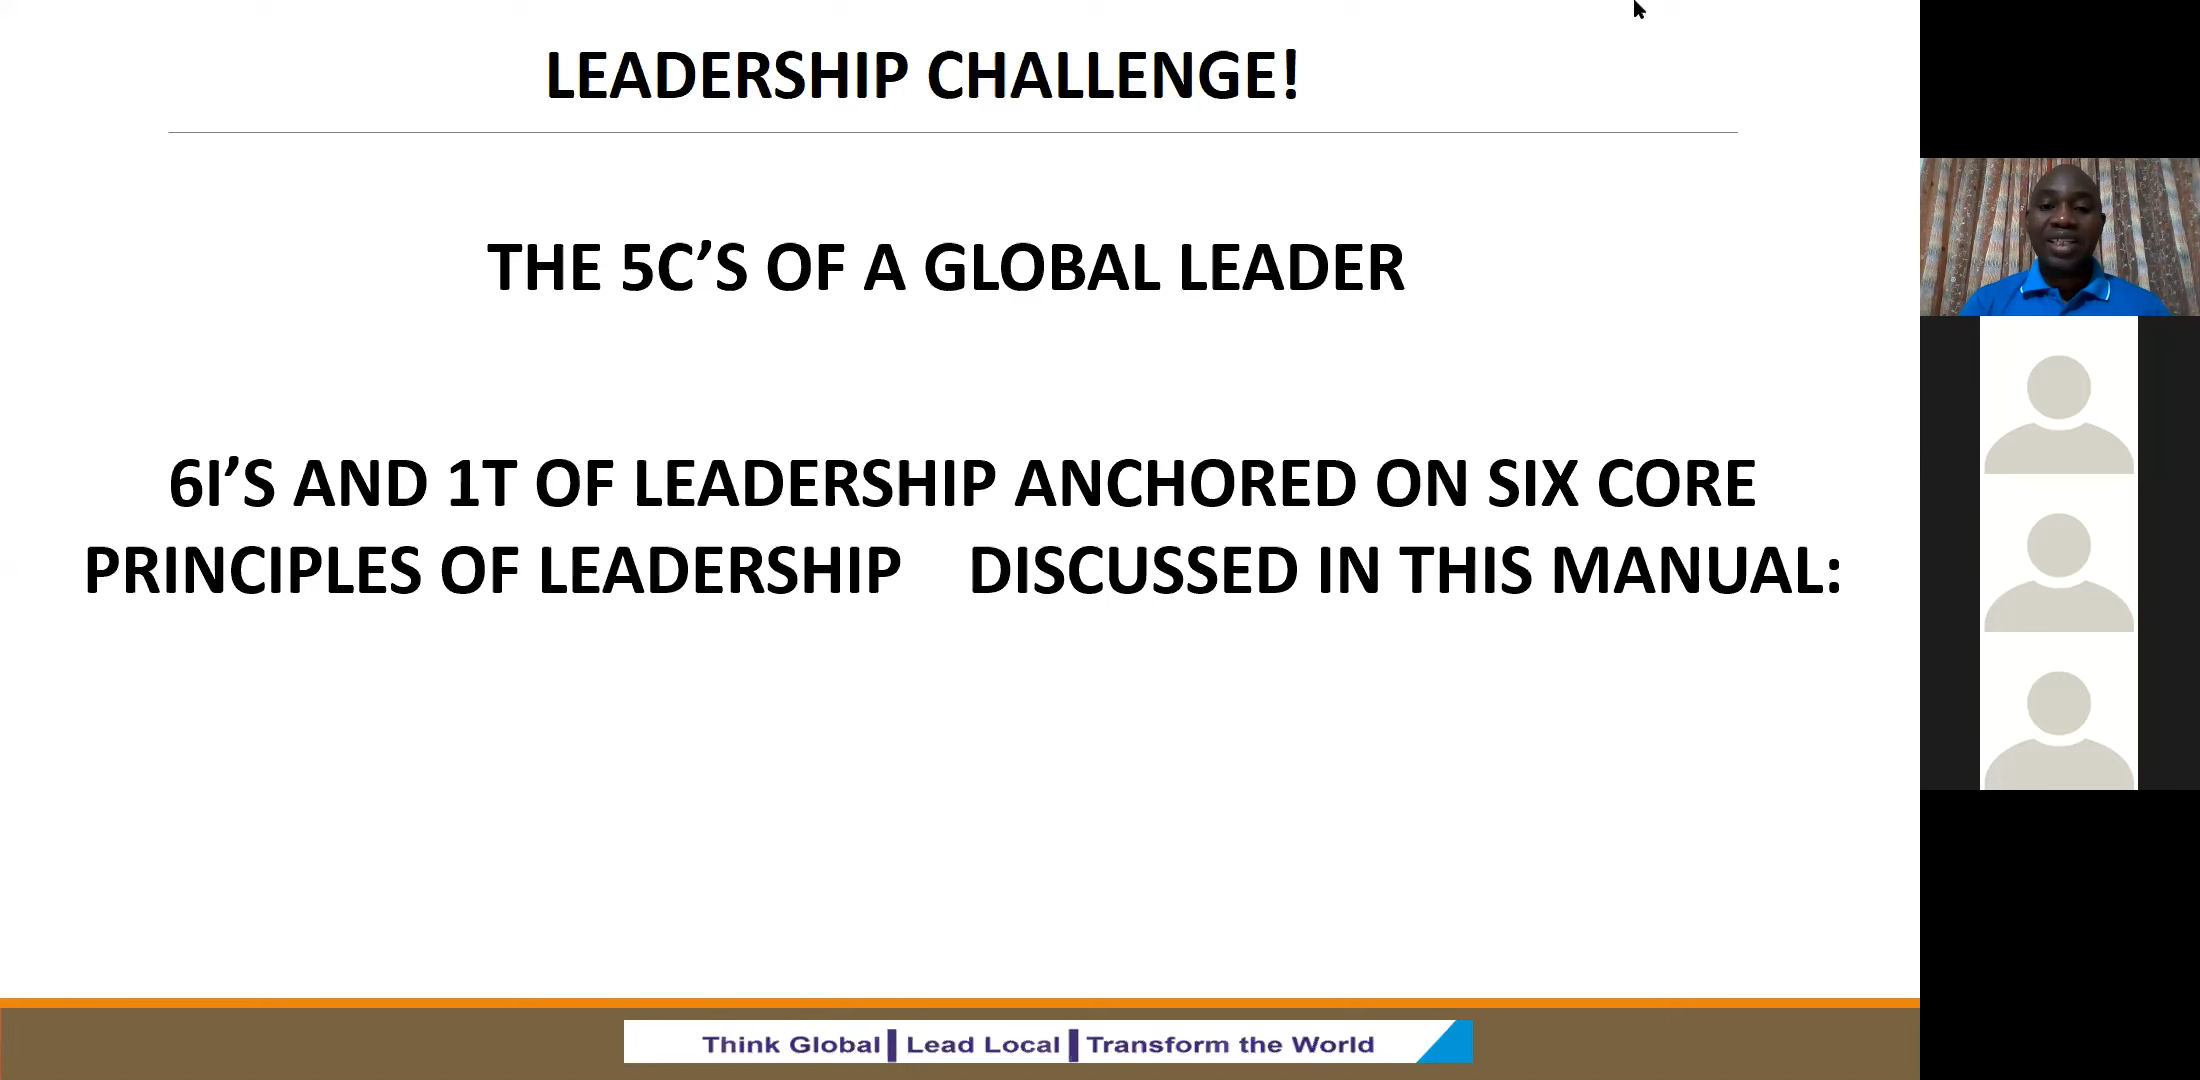 LEADERSHIP CHALLENGE!
THE 5C’S OF A GLOBAL LEADER
6I’S AND 1T OF LEADERSHIP ANCHORED ON SIX CORE
PRINCIPLES OF LEADERSHIP DISCUSSED IN THIS MANUAL:
Think Global Lead Local Transform the World